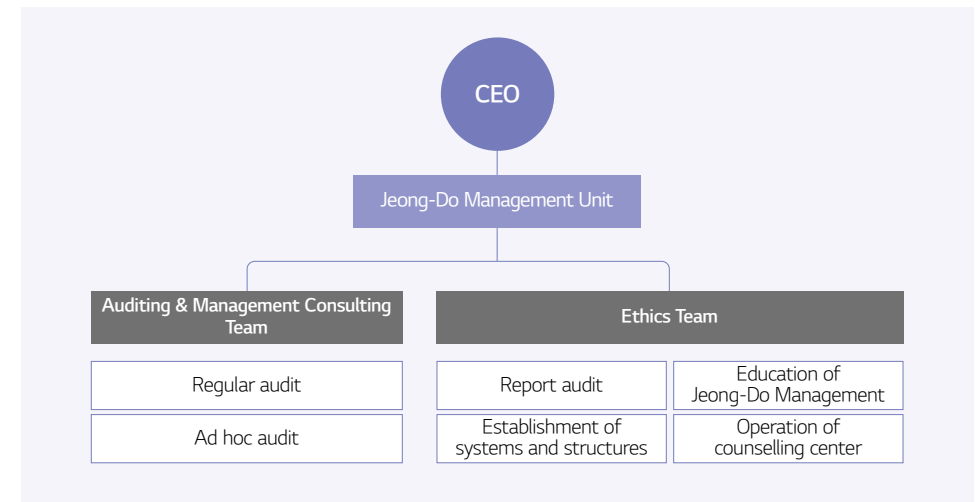 CEO
Jeong-Do Management Unit
Auditing & Management Consulting
Team
Regular audit
Ad hoc audit
Ethics Team
Report audit
Education of
Jeong-Do Management
Establishment of
systems and structures
Operation of
counselling center